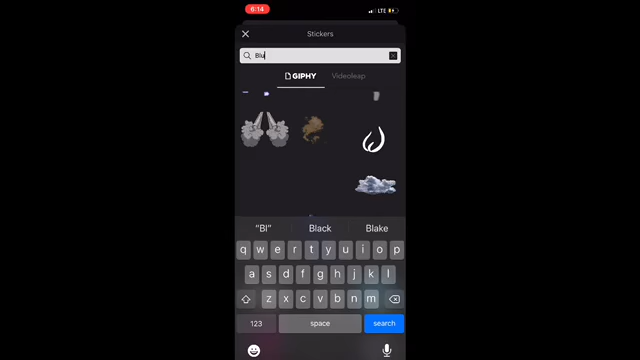 6:14
LTE
Stickers
Blu
GIPHY Videoleap
"Bl" Black Blake
q w e r t y u i o p
a s d f g h j k l
z x c v b n m
123 space search